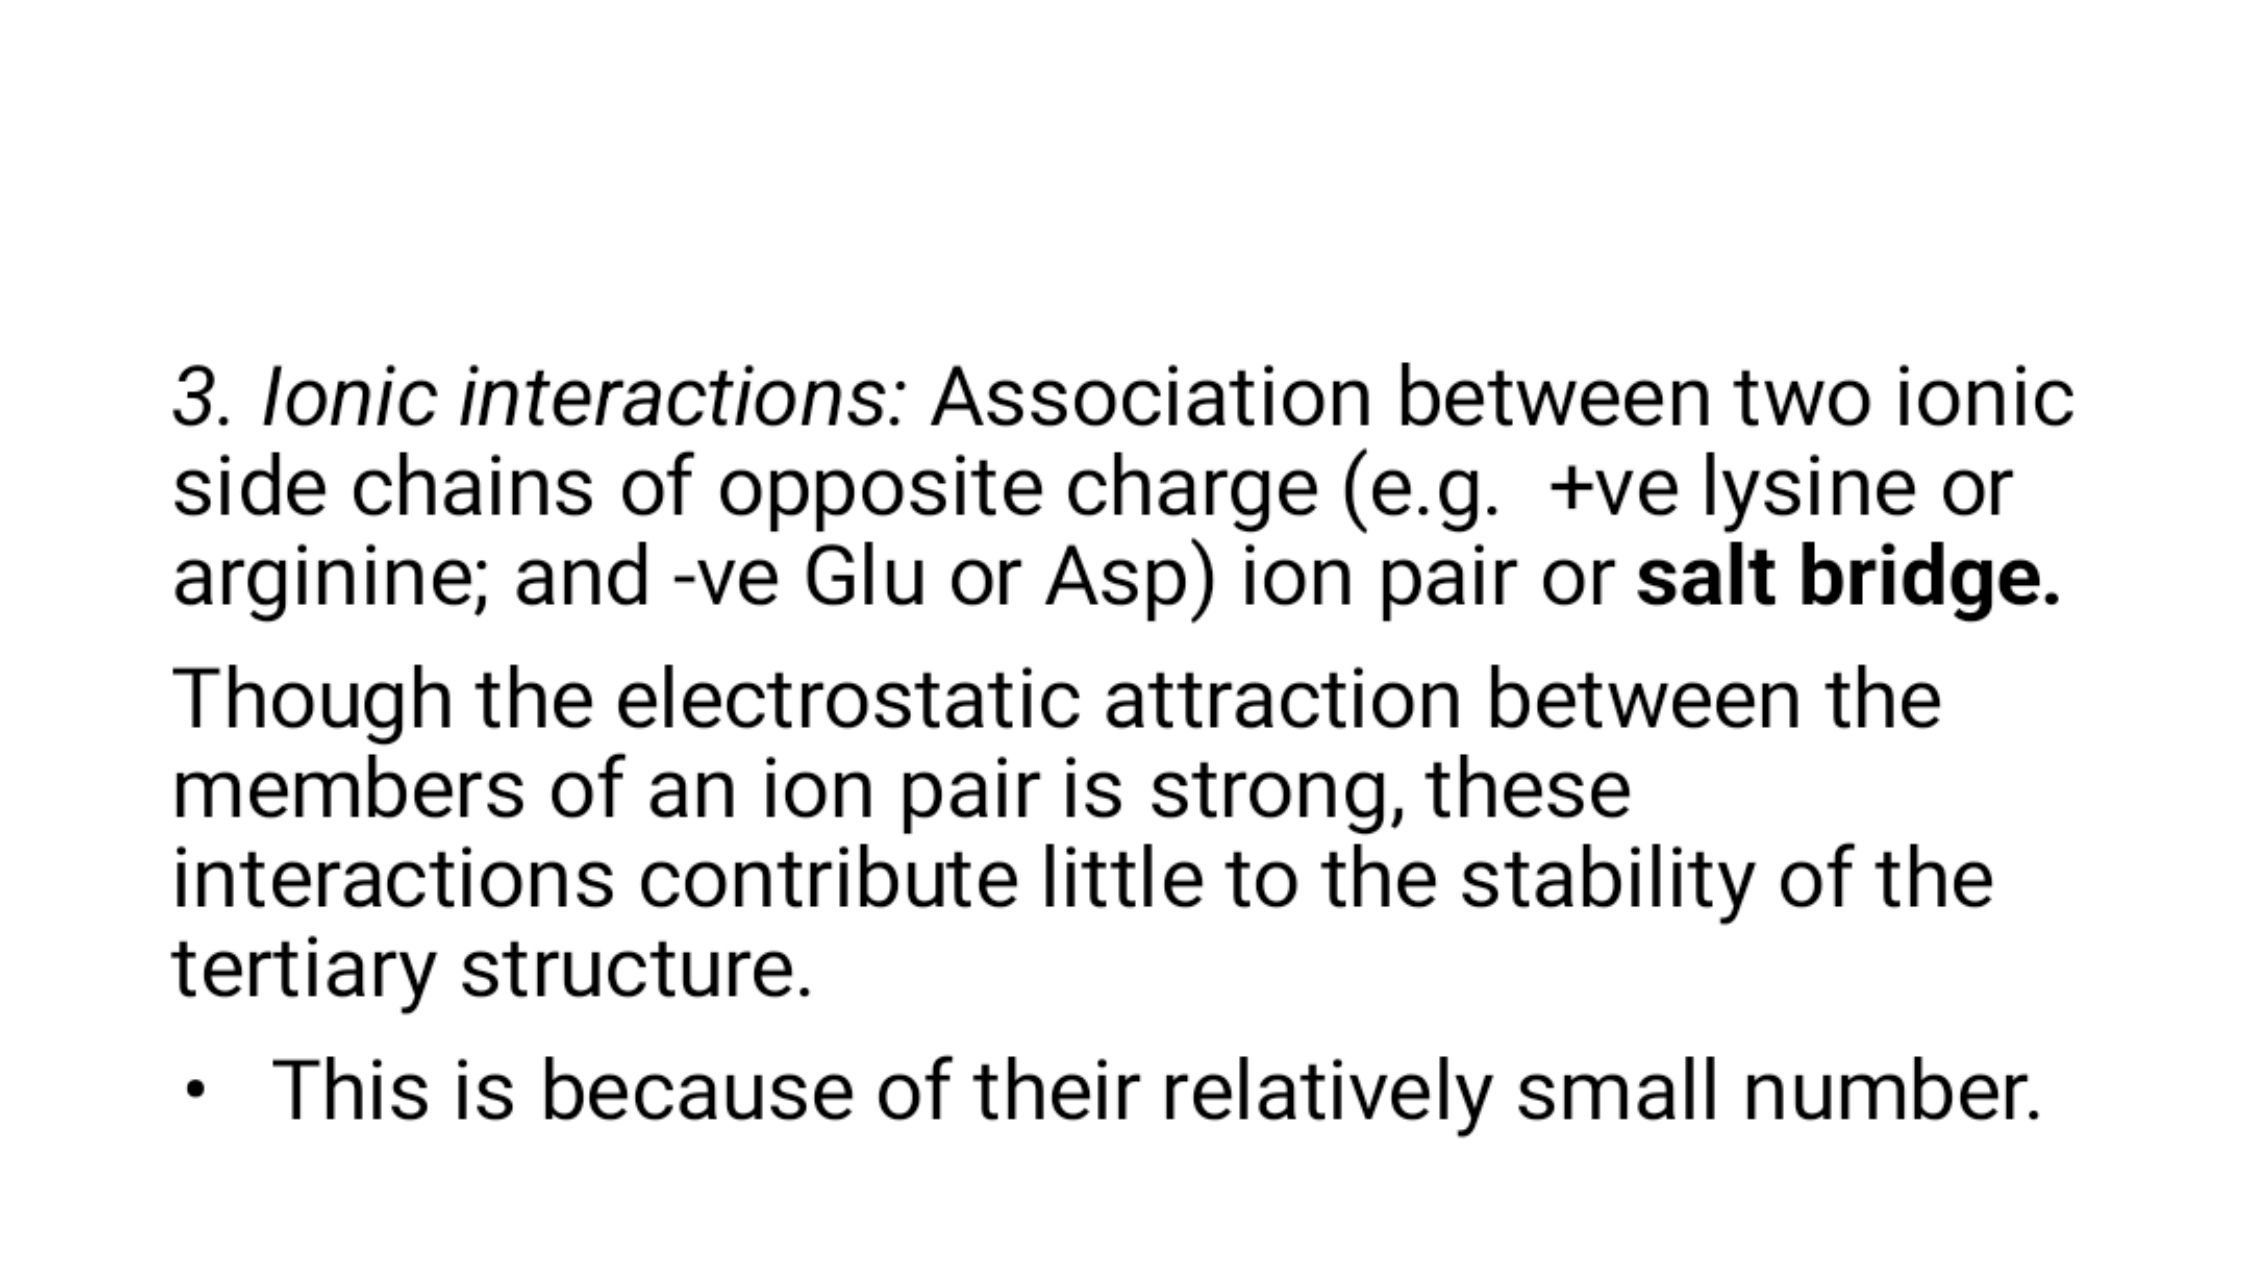 3. Ionic interactions: Association between two ionic
side chains of opposite charge (e.g.  +ve lysine or
arginine; and -ve Glu or Asp) ion pair or salt bridge.
Though the electrostatic attraction between the
members of an ion pair is strong, these
interactions contribute little to the stability of the
tertiary structure.
• This is because of their relatively small number.